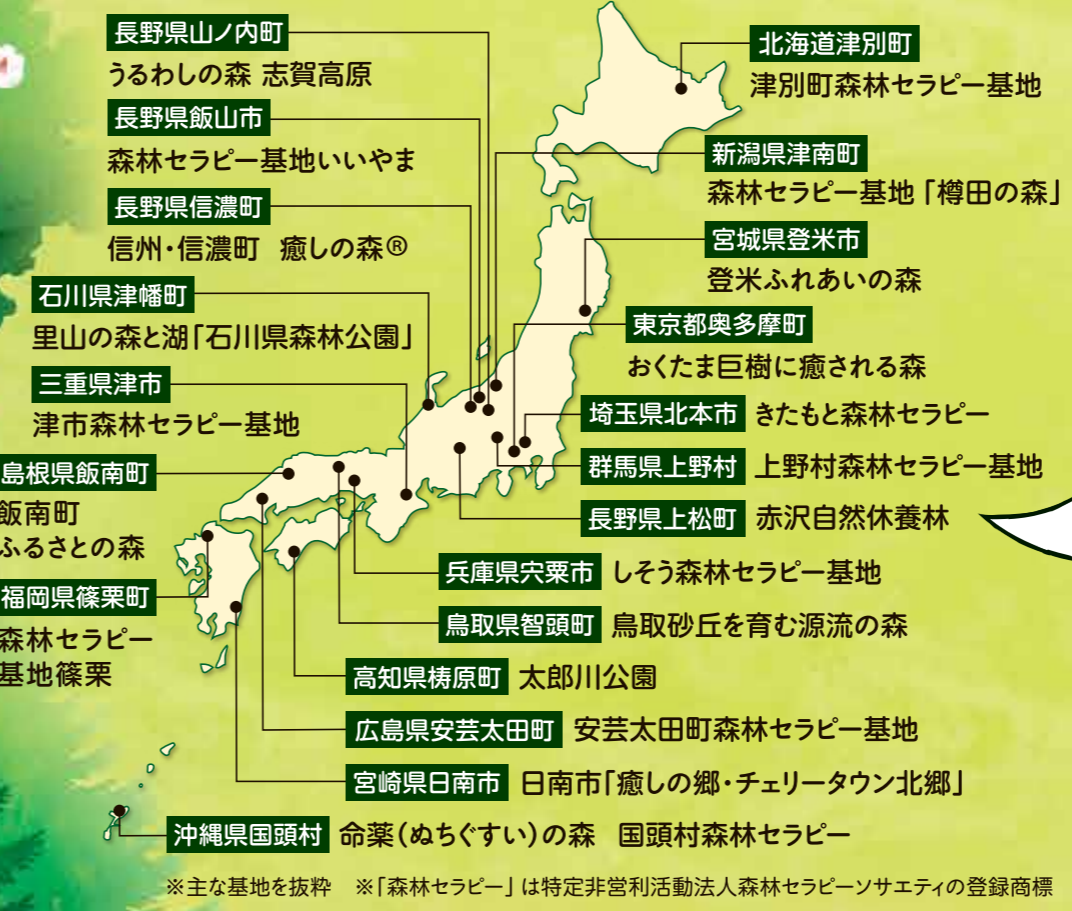 長野県山ノ内町
うるわしの森 志賀高原
長野県飯山市
森林セラピー基地いいやま
長野県信濃町
信州・信濃町 癒しの森®
石川県津幡町
里山の森と湖「石川県森林公園」
三重県津市
津市森林セラピー基地
島根県飯南町
飯南町
ふるさとの森
福岡県篠栗町
森林セラピー
基地篠栗
北海道津別町
津別町森林セラピー基地
新潟県津南町
森林セラピー基地「樽田の森」
宮城県登米市
登米ふれあいの森
東京都奥多摩町
おくたま巨樹に癒される森
埼玉県北本市 きたもと森林セラピー
群馬県上野村 上野村森林セラピー基地
長野県上松町 赤沢自然休養林
兵庫県宍粟市 しそう森林セラピー基地
鳥取県智頭町 鳥取砂丘を育む源流の森
高知県梼原町 太郎川公園
広島県安芸太田町 安芸太田町森林セラピー基地
宮崎県日南市 日南市「癒しの郷・チェリータウン北郷」
沖縄県国頭村 命薬(ぬちぐすい)の森 国頭村森林セラピー
※主な基地を抜粋 ※「森林セラピー」は特定非営利活動法人森林セラピーソサエティの登録商標